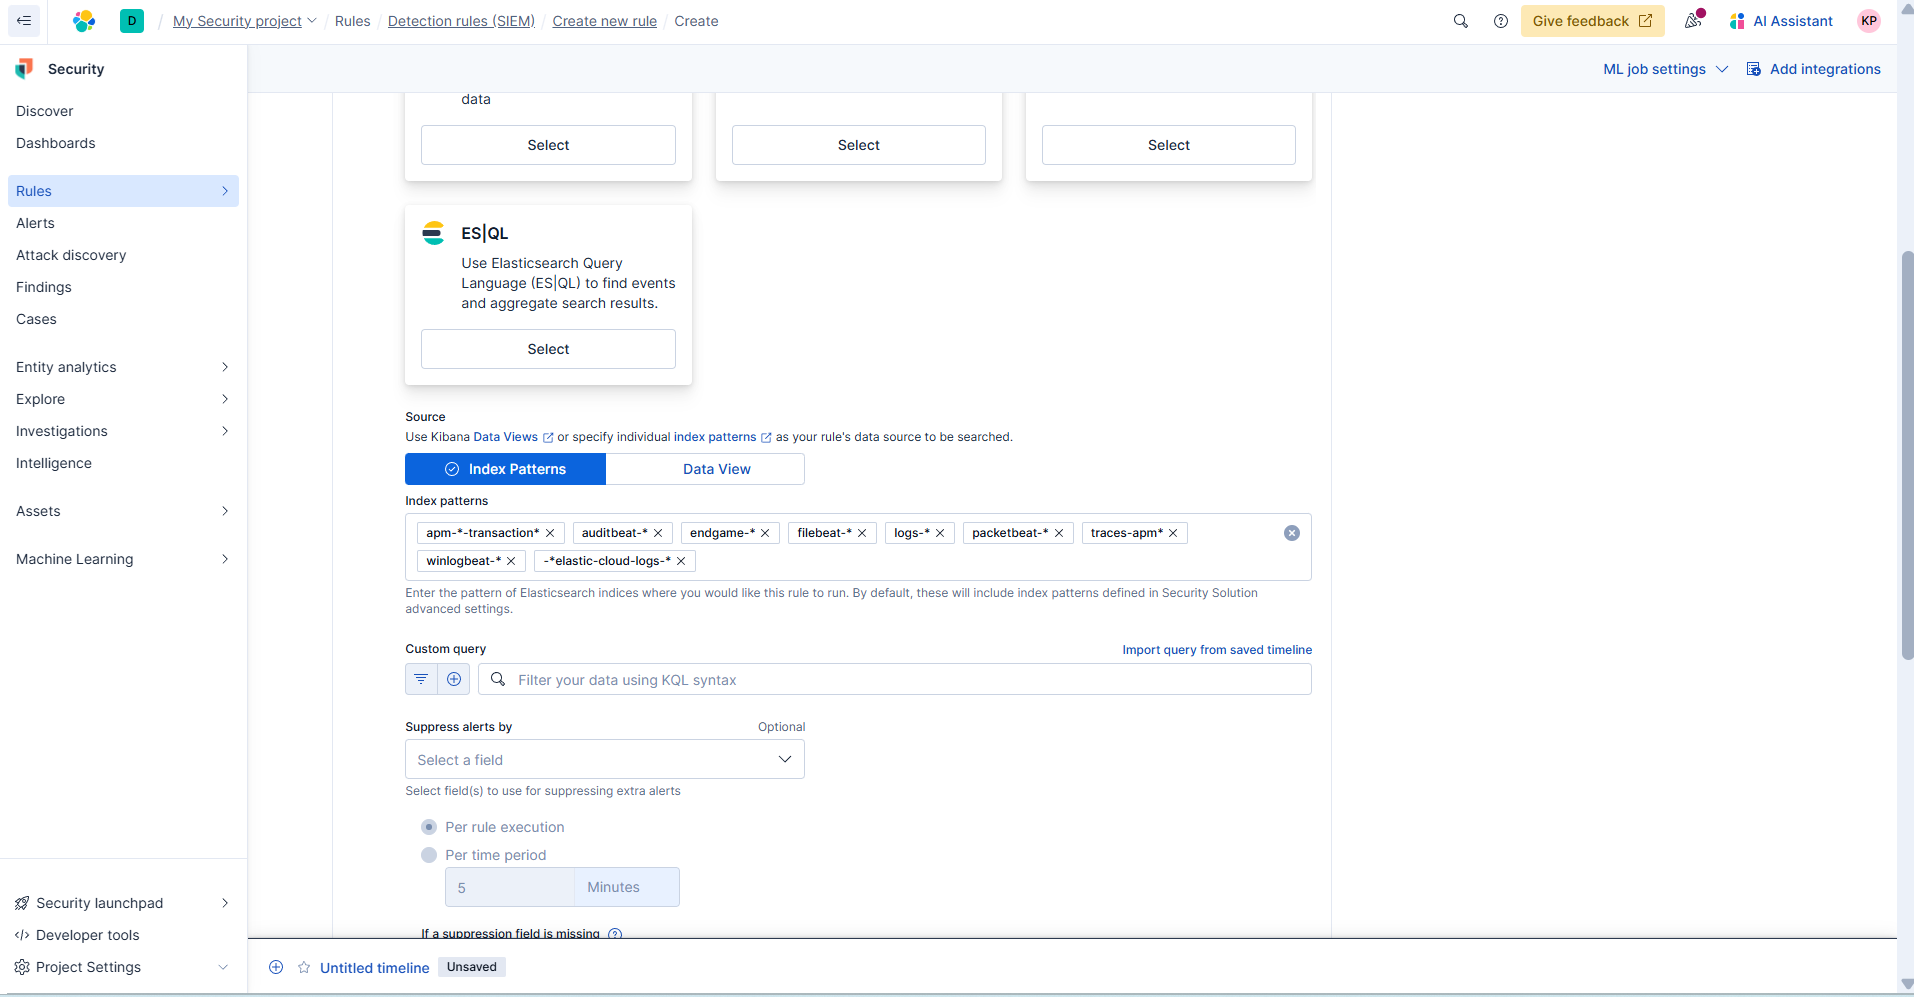 D / My Security project / Rules / Detection rules (SIEM) / Create new rule / Create
Give feedback
AI Assistant
KP
Security
ML job settings
Add integrations
Discover
Dashboards
Rules
Alerts
Attack discovery
Findings
Cases
Entity analytics
Explore
Investigations
Intelligence
Assets
Machine Learning
Security launchpad
Developer tools
Project Settings
data
Select
Select
Select
ES|QL
Use Elasticsearch Query
Language (ES|QL) to find events
and aggregate search results.
Select
Source
Use Kibana Data Views or specify individual index patterns as your rule's data source to be searched.
Index Patterns
Data View
Index patterns
apm-*-transaction* auditbeat-* endgame-* filebeat-* logs-* packetbeat-* traces-apm*
winlogbeat-* -*elastic-cloud-logs-*
Enter the pattern of Elasticsearch indices where you would like this rule to run. By default, these will include index patterns defined in Security Solution
advanced settings.
Custom query
Import query from saved timeline
Filter your data using KQL syntax
Suppress alerts by
Optional
Select a field
Select field(s) to use for suppressing extra alerts
Per rule execution
Per time period
5 Minutes
If a suppression field is missing
Untitled timeline
Unsaved